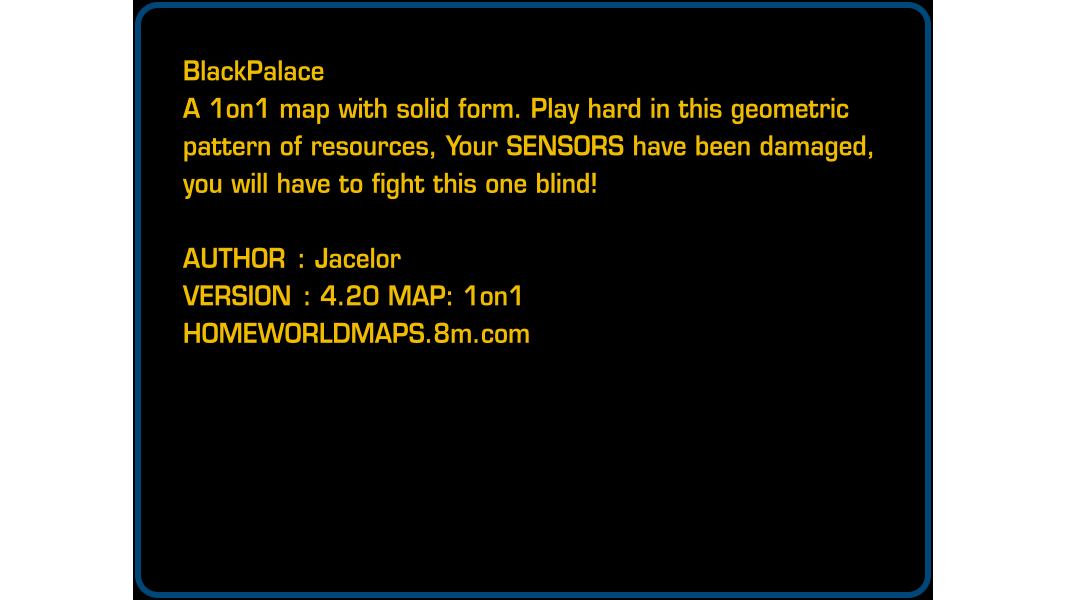 BlackPalace
A 1on1 map with solid form. Play hard in this geometric
pattern of resources, Your SENSORS have been damaged,
you will have to fight this one blind!
AUTHOR : Jacelor
VERSION : 4.20 MAP: 1on1
HOMEWORLDMAPS.8m.com